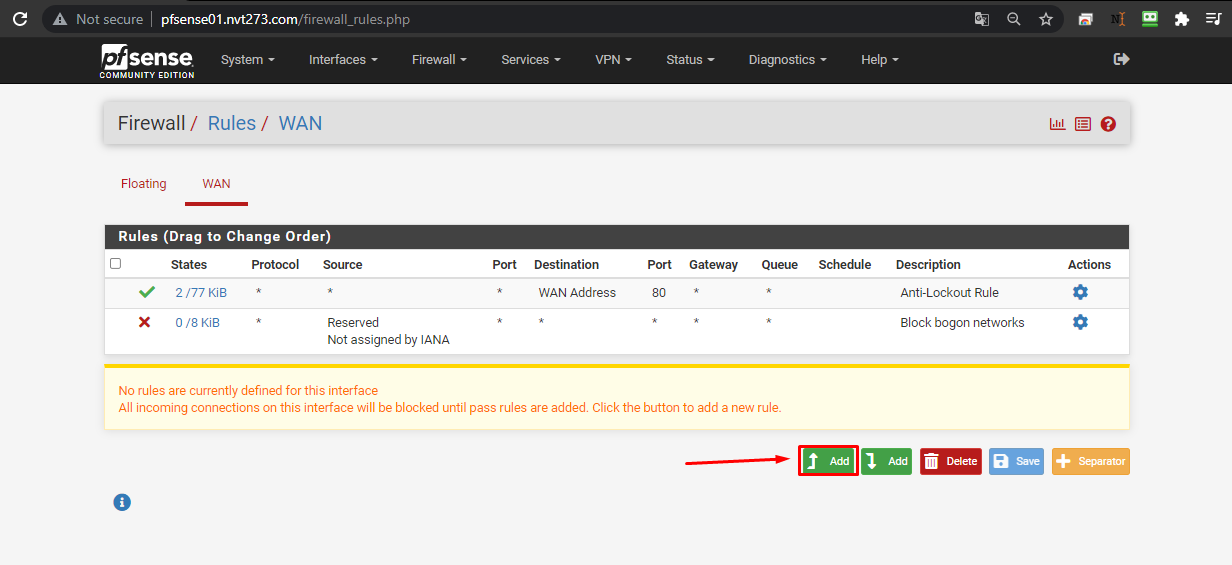 Not secure pfsense01.nvt273.com/firewall_rules.php
pfsense COMMUNITY EDITION
System Interfaces Firewall Services VPN Status Diagnostics Help
Firewall / Rules / WAN
Floating WAN
Rules (Drag to Change Order)
States Protocol Source Port Destination Port Gateway Queue Schedule Description Actions
2 /77 KiB * * * WAN Address 80 * * Anti-Lockout Rule
0 /8 KiB * Reserved * * * * * Block bogon networks
Not assigned by IANA
No rules are currently defined for this interface
All incoming connections on this interface will be blocked until pass rules are added. Click the button to add a new rule.
Add Add Delete Save Separator